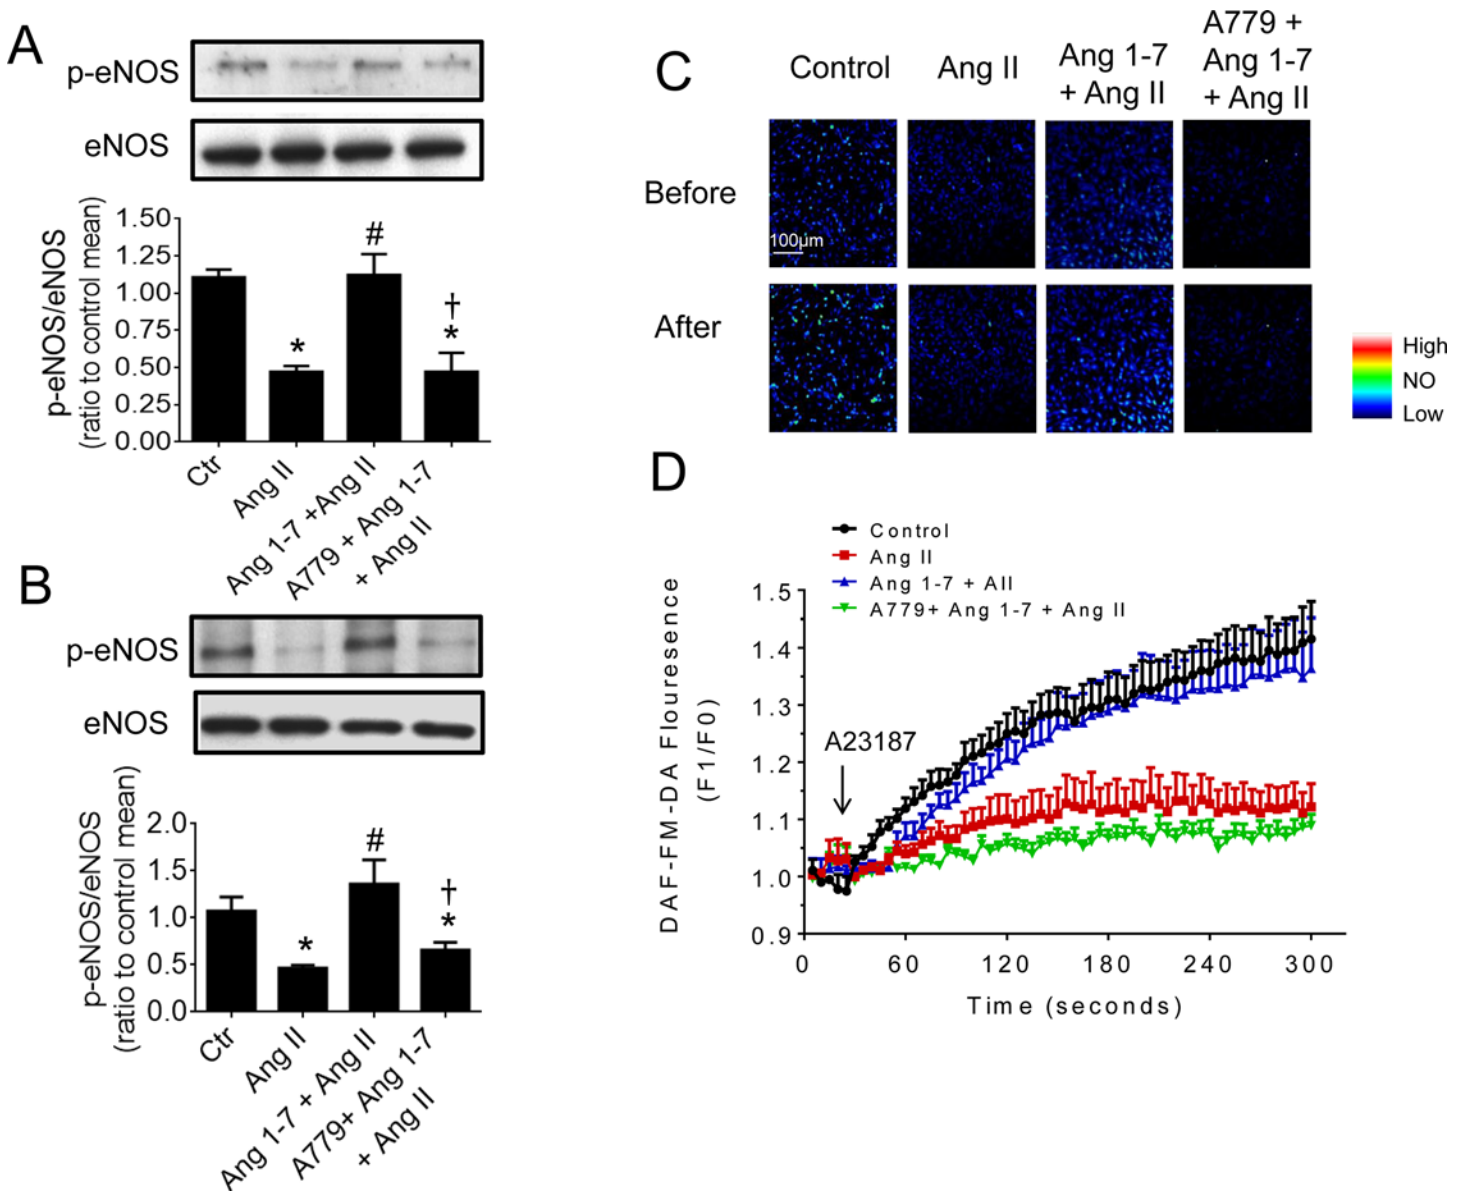 A
p-eNOS
eNOS
p-eNOS/eNOS
(ratio to control mean)
1.50
1.25
1.00
0.75
0.50
0.25
0.00
*
#
†
*
Ctr
Ang II
Ang 1-7 +Ang II
A779 + Ang 1-7
+ Ang II
B
p-eNOS
eNOS
p-eNOS/eNOS
(ratio to control mean)
2.0
1.5
1.0
0.5
0.0
*
#
†
*
Ctr
Ang II
Ang 1-7 + Ang II
A779+ Ang 1-7
+ Ang II
C
Control
Ang II
Ang 1-7
+ Ang II
A779 +
Ang 1-7
+ Ang II
Before
100µm
After
High
NO
Low
D
Control
Ang II
Ang 1-7 + AII
A779+ Ang 1-7 + Ang II
DAF-FM-DA Flouresence
(F1/F0)
1.5
1.4
1.3
1.2
1.1
1.0
0.9
A23187
0 60 120 180 240 300
Time (seconds)